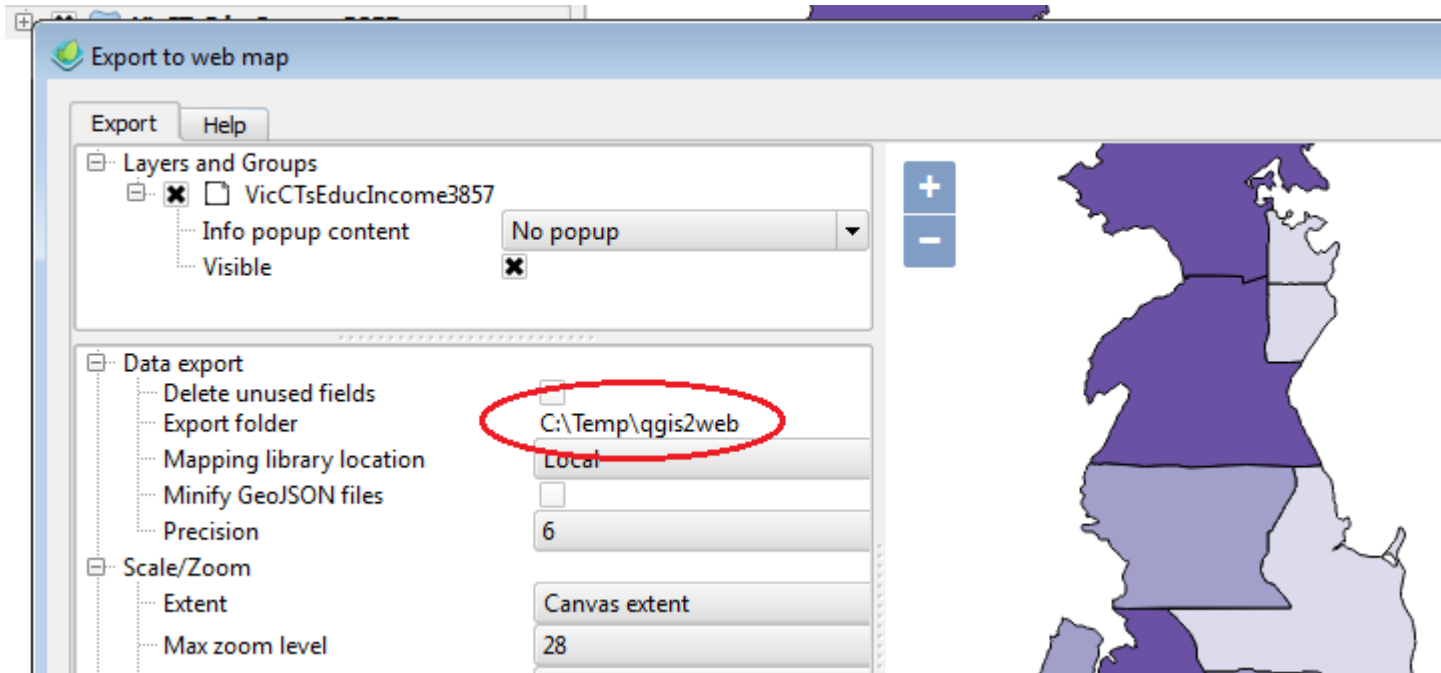 Export to web map
Export Help
Layers and Groups
VicCTsEducIncome3857
Info popup content No popup
Visible
+
−
Data export
Delete unused fields
Export folder C:\Temp\qgis2web
Mapping library location Local
Minify GeoJSON files
Precision 6
Scale/Zoom
Extent Canvas extent
Max zoom level 28